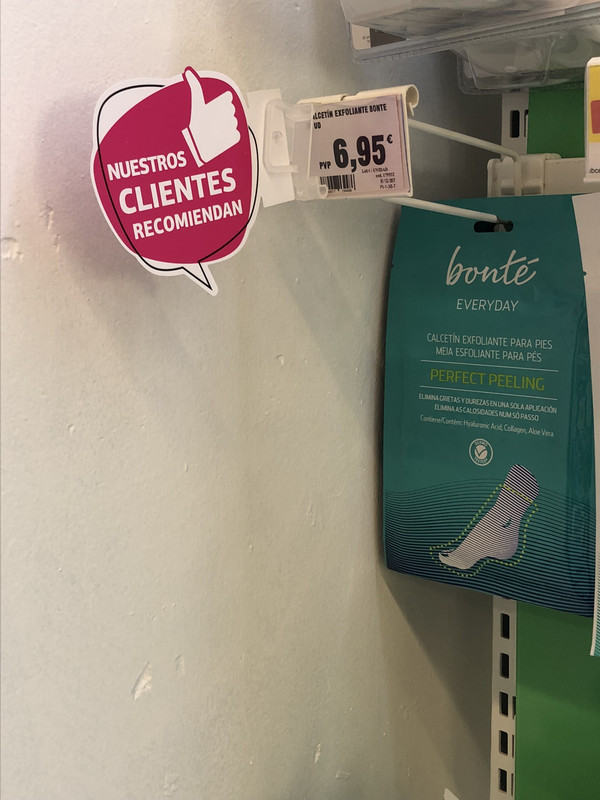 NUESTROS
CLIENTES
RECOMIENDAN
CALCETÍN EXFOLIANTE BONTE
PVP 6,95€
bonté
EVERYDAY
CALCETÍN EXFOLIANTE PARA PIES
MEIA ESFOLIANTE PARA PÉS
PERFECT PEELING
ELIMINA GRIETAS Y DUREZAS EN UNA SOLA APLICACIÓN
ELIMINA AS CALOSIDADES NUM SÓ PASSO
Contiene/Contém: Hyaluronic Acid, Collagen, Aloe Vera